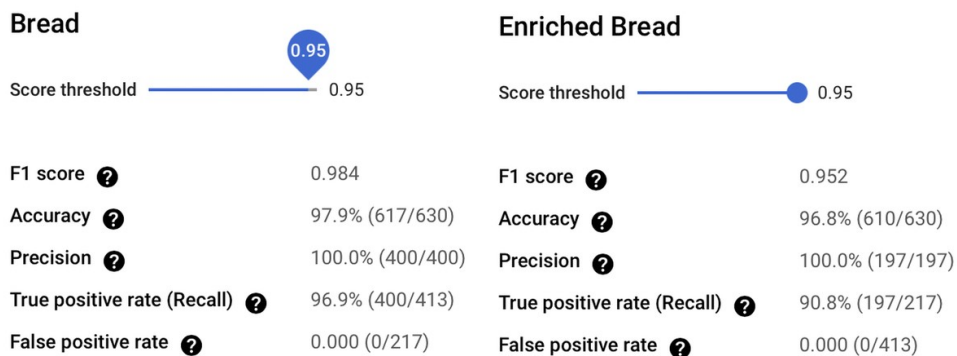 Bread
0.95
Score threshold 0.95
F1 score ? 0.984
Accuracy ? 97.9% (617/630)
Precision ? 100.0% (400/400)
True positive rate (Recall) ? 96.9% (400/413)
False positive rate ? 0.000 (0/217)
Enriched Bread
Score threshold 0.95
F1 score ? 0.952
Accuracy ? 96.8% (610/630)
Precision ? 100.0% (197/197)
True positive rate (Recall) ? 90.8% (197/217)
False positive rate ? 0.000 (0/413)